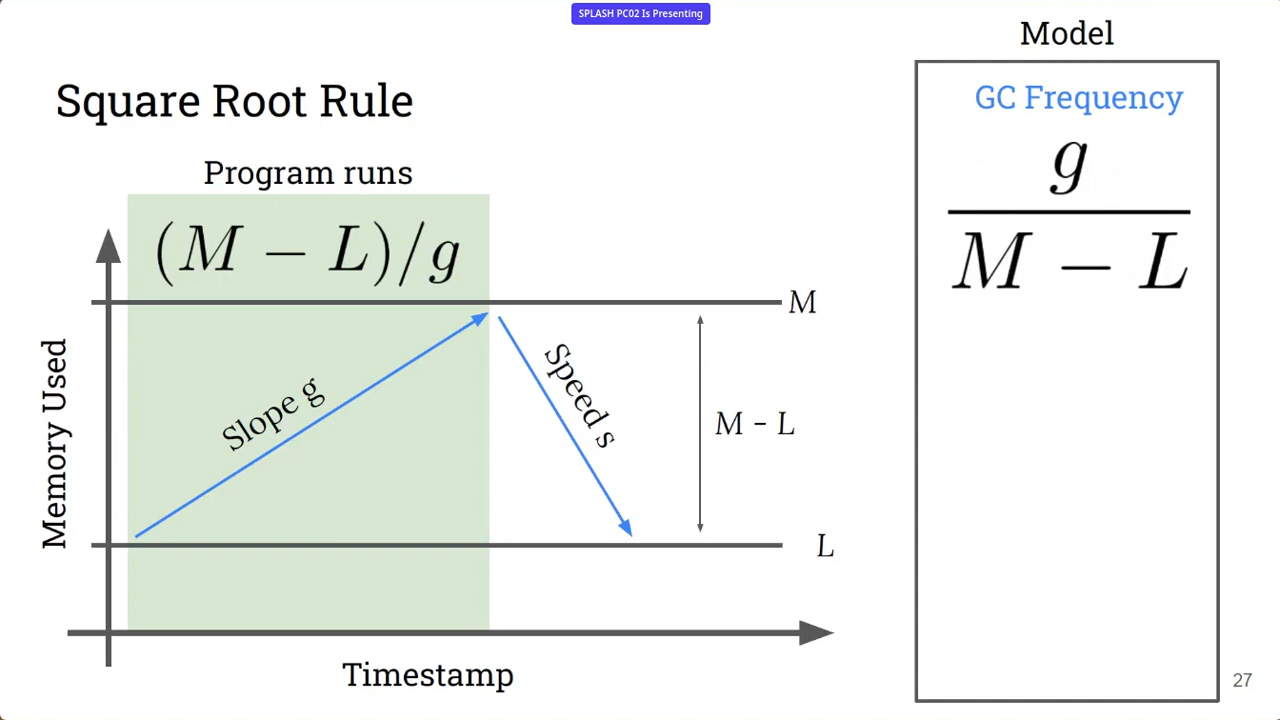 SPLASH PC02 Is Presenting
Square Root Rule
Program runs
(M − L)/g
M
Slope g
Speed s
M - L
L
Memory Used
Timestamp
Model
GC Frequency
g
M − L
27